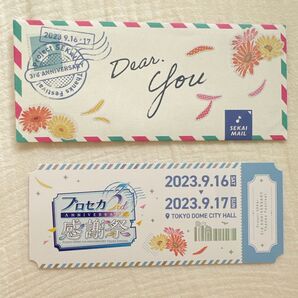 2023.9.16-17
Project SEKAI
Thanks Festival
3rd ANNIVERSARY
Dear.
You
SEKAI
MAIL
プロセカ 3rd
ANNIVERSARY
感謝祭
2023.9.16 SAT
2023.9.17 SUN
TOKYO DOME CITY HALL